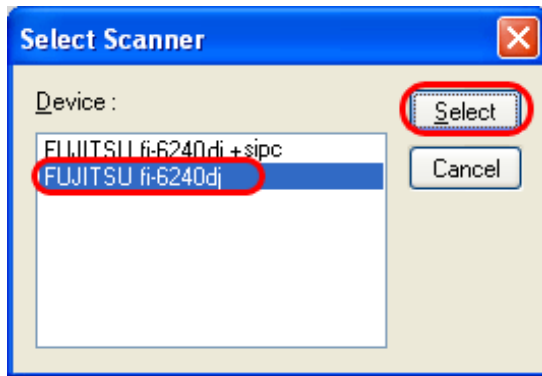 Select Scanner
Device :
FUJITSU fi-6240dj +sipc
FUJITSU fi-6240dj
Select
Cancel